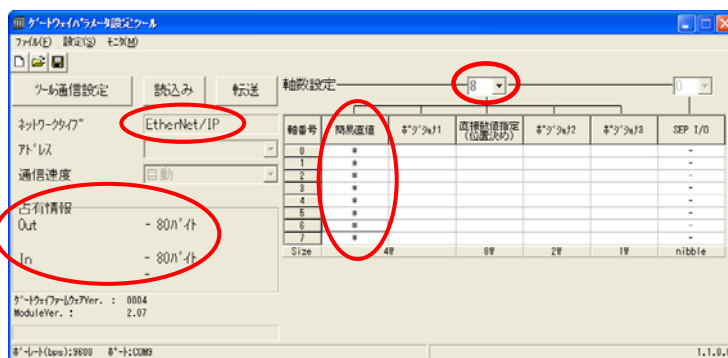 ゲートウェイパラメータ設定ツール
ファイル(F) 設定(S) モニタ(M)
ツール通信設定 読込み 転送
軸数設定 8 0
ネットワークタイプ EtherNet/IP
アドレス
通信速度 自動
占有情報
Out - 80バイト
In - 80バイト
-
ゲートウェイファームウェアVer. : 0004
ModuleVer. : 2.07
軸番号 簡易直値 ポジショナ1 直接数値指定(位置決め) ポジショナ2 ポジショナ3 SEP I/O
0 * -
1 * -
2 * -
3 * -
4 * -
5 * -
6 * -
7 * -
Size 4W 8W 2W 1W nibble
ボーレート(bps):9600 ポート:COM9